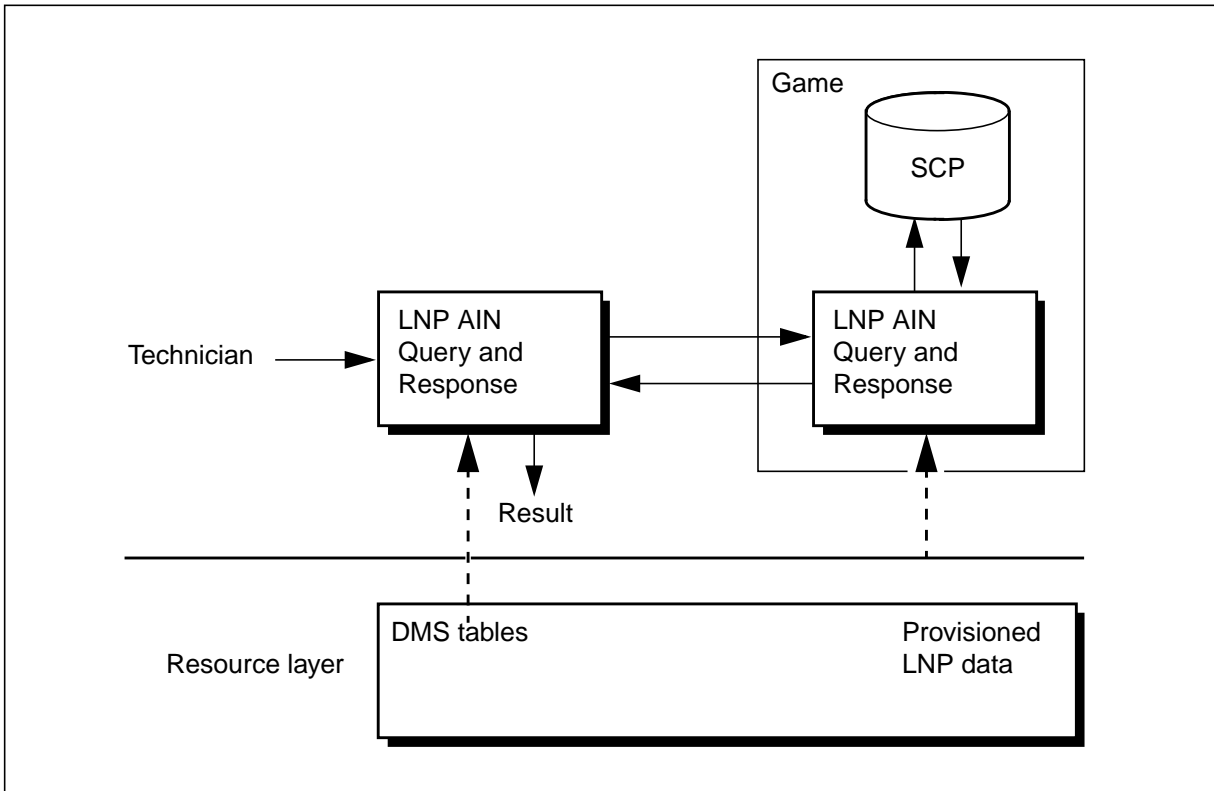 Game
SCP
LNP AIN
Query and
Response
LNP AIN
Query and
Response
Technician
Result
DMS tables
Provisioned
LNP data
Resource layer